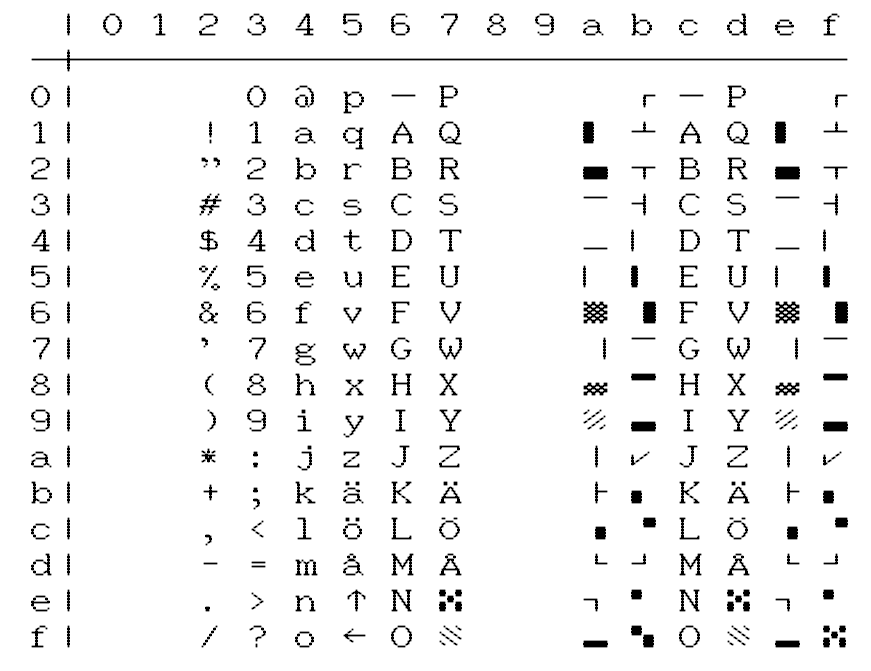 | 0 1 2 3 4 5 6 7 8 9 a b c d e f
0 | 0 @ p ─ P ┌ ─ P ┌
1 | ! 1 a q A Q ▌ ┴ A Q ▌ ┴
2 | " 2 b r B R ▄ ┬ B R ▄ ┬
3 | # 3 c s C S ▔ ┤ C S ▔ ┤
4 | $ 4 d t D T ▁ ▏ D T ▁ ▏
5 | % 5 e u E U ▏ ▍ E U ▏ ▍
6 | & 6 f v F V ▒ ▐ F V ▒ ▐
7 | ' 7 g w G W ▕ ▔ G W ▕ ▔
8 | ( 8 h x H X ▒ ▀ H X ▒ ▀
9 | ) 9 i y I Y ▨ ▃ I Y ▨ ▃
a | * : j z J Z ▕ ✓ J Z ▕ ✓
b | + ; k ä K Ä ├ ▖ K Ä ├ ▖
c | , < l ö L Ö ▗ ▝ L Ö ▗ ▝
d | - = m å M Å └ ┘ M Å └ ┘
e | . > n ↑ N ▒ ┐ ▘ N ▒ ┐ ▘
f | / ? o ← O ▧ ▂ ▚ O ▧ ▂ ▒